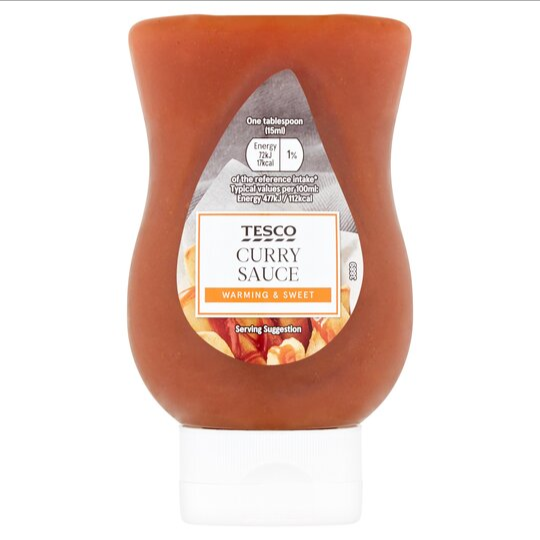 One tablespoon
(15ml)
Energy
72kJ
17kcal
1%
of the reference intake*
Typical values per 100ml:
Energy 477kJ / 112kcal
TESCO
CURRY
SAUCE
WARMING & SWEET
Serving Suggestion